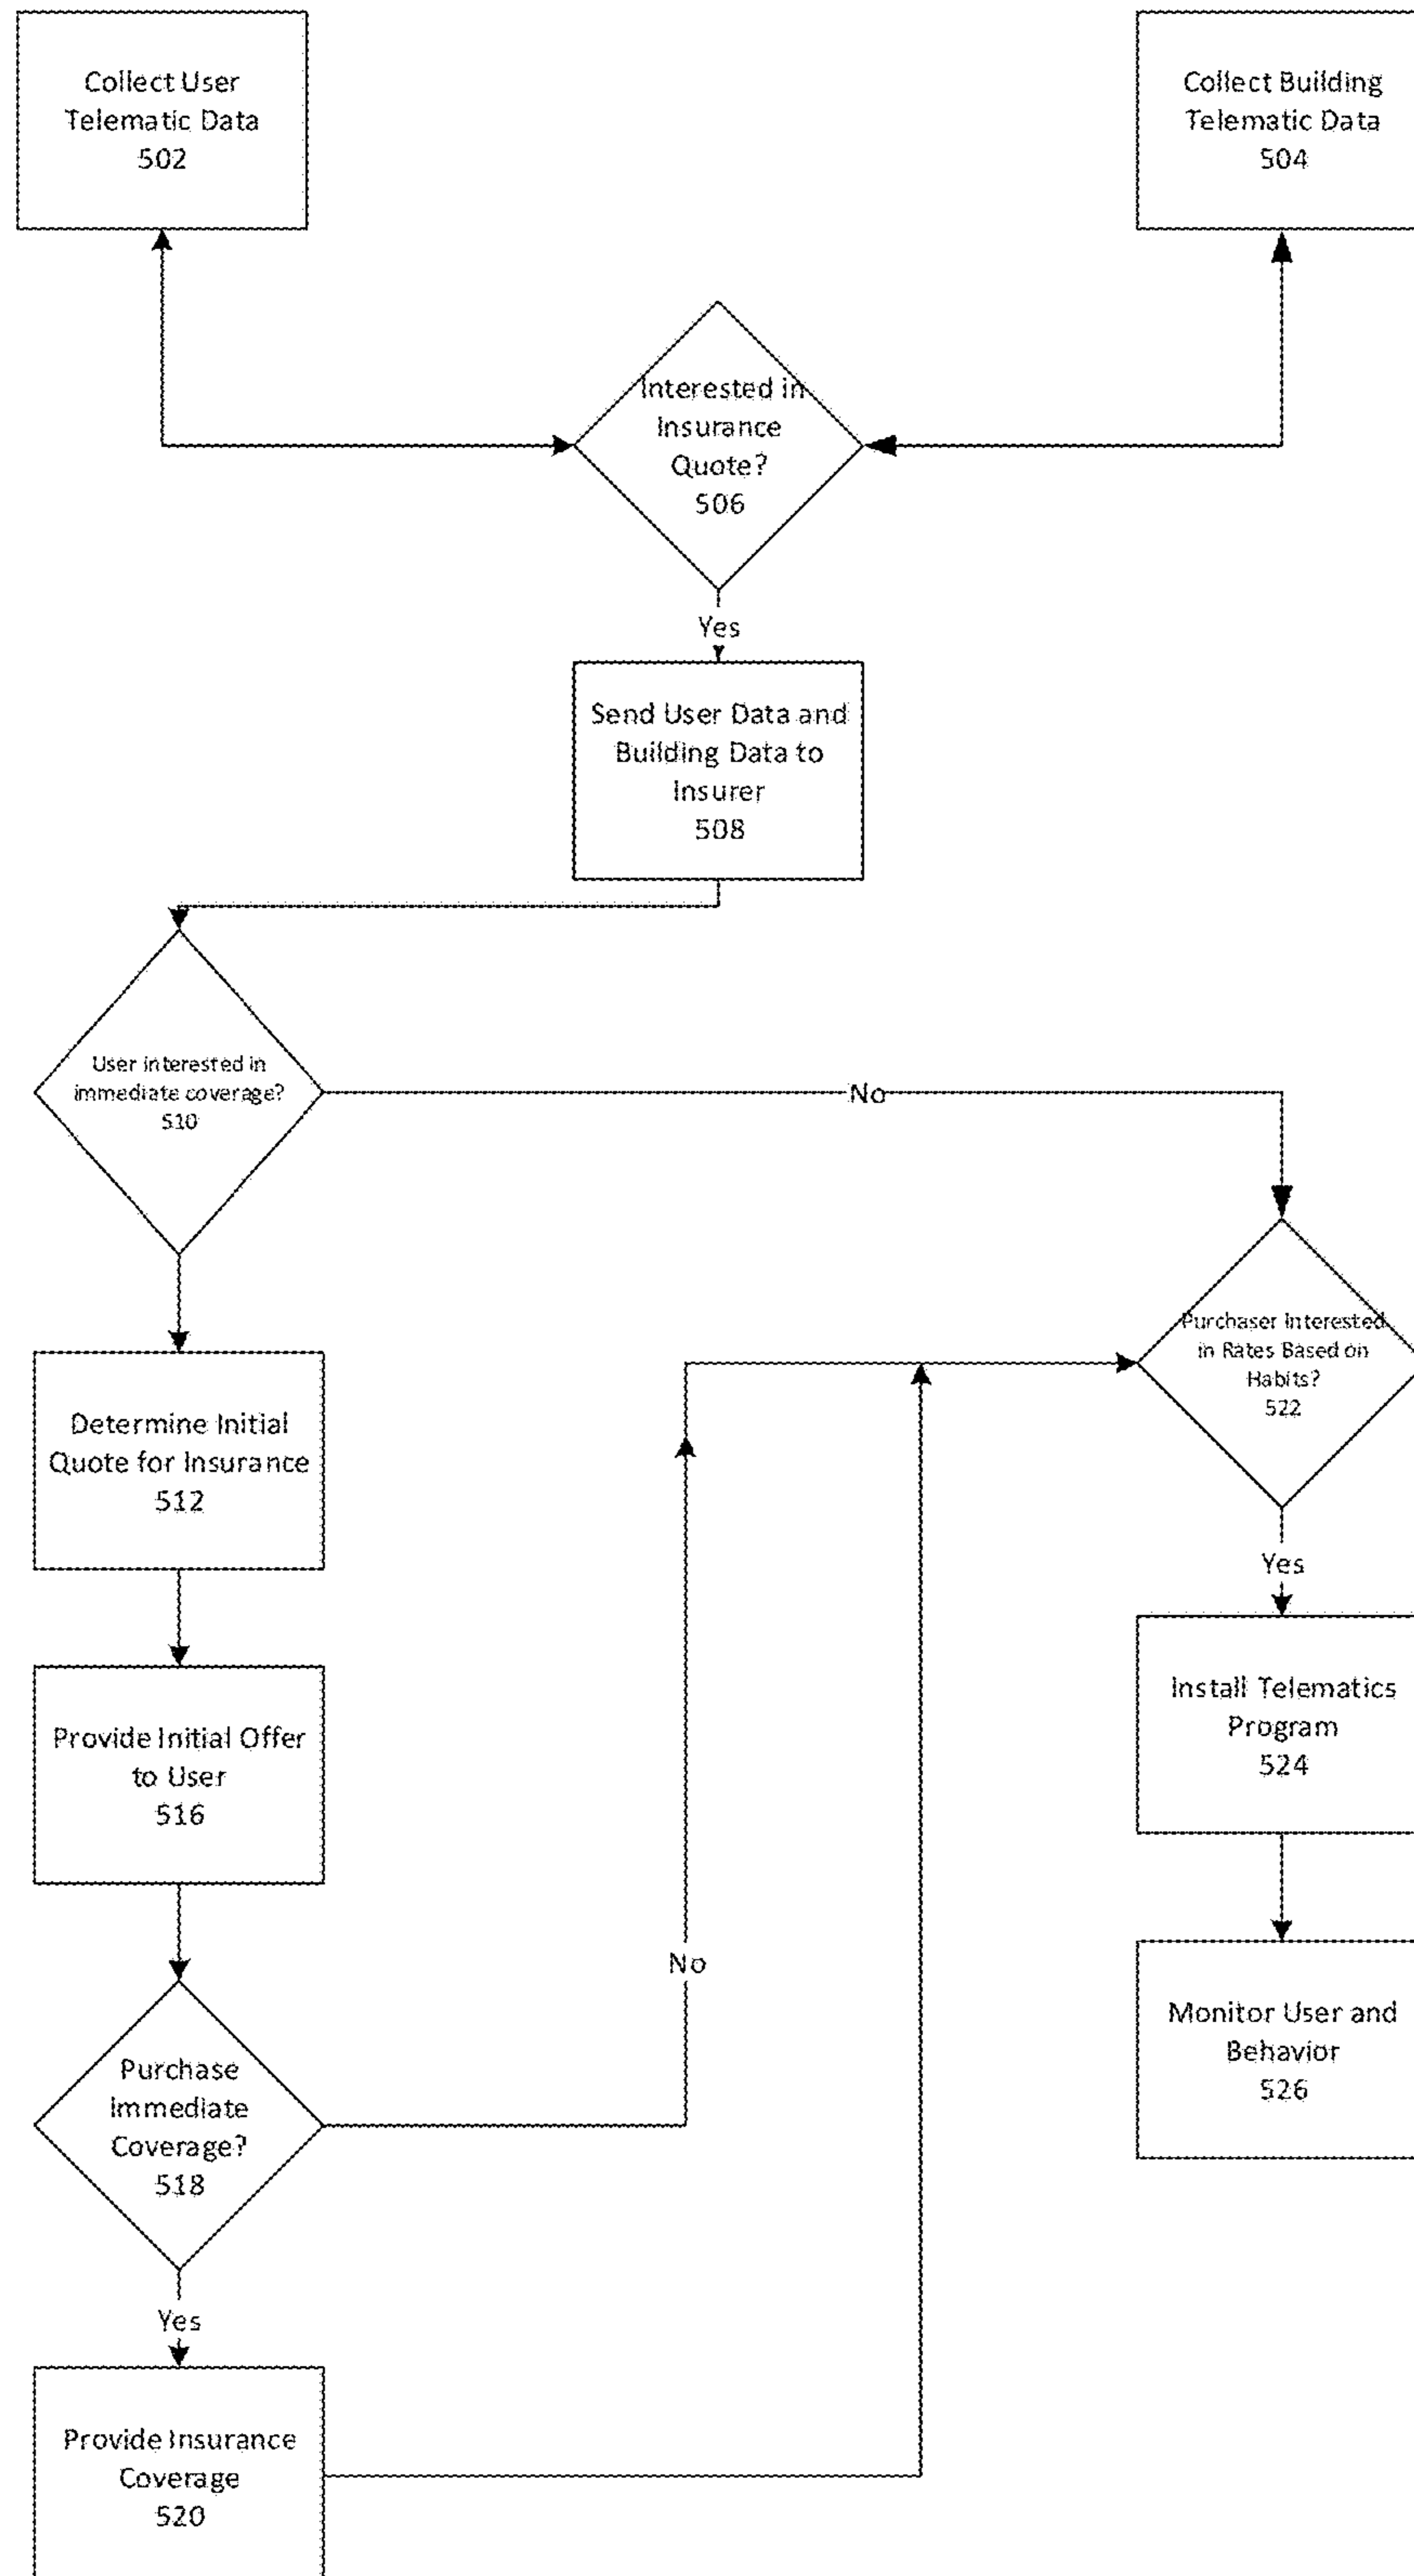 Collect User
Telematic Data
502
Collect Building
Telematic Data
504
Interested in
Insurance
Quote?
506
Yes
Send User Data and
Building Data to
Insurer
508
User interested in
immediate coverage?
510
No
Purchaser Interested
in Rates Based on
Habits?
522
Determine Initial
Quote for Insurance
512
Yes
Install Telematics
Program
524
Provide Initial Offer
to User
516
No
Monitor User and
Behavior
526
Purchase
Immediate
Coverage?
518
Yes
Provide Insurance
Coverage
520